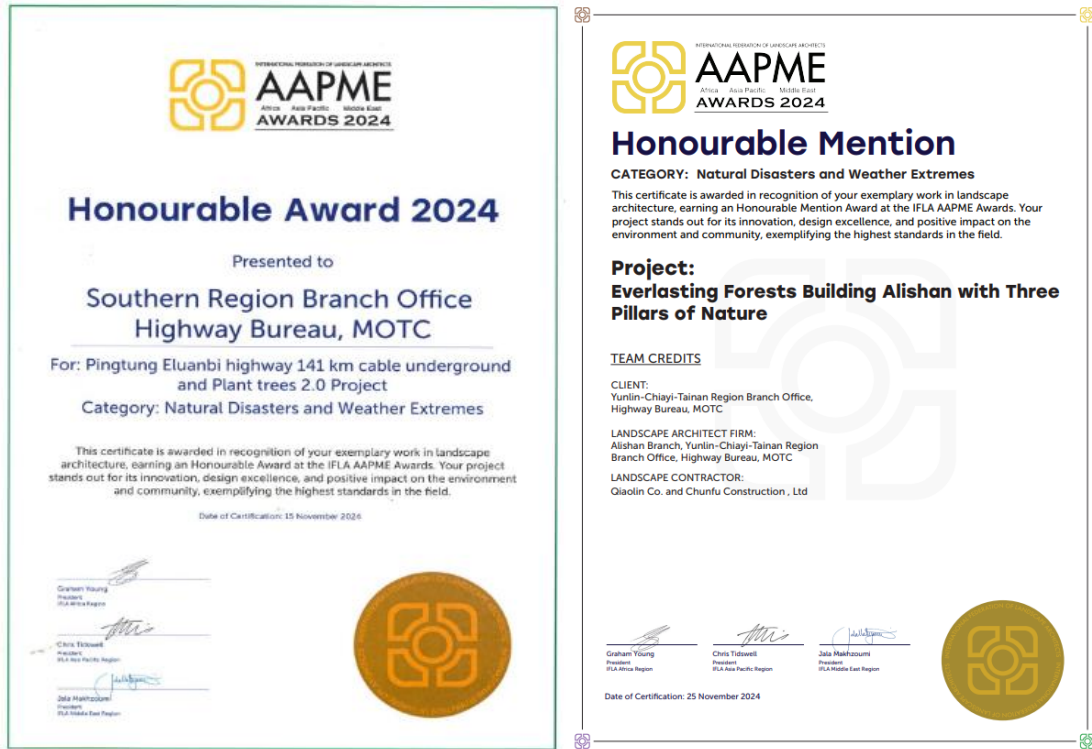 INTERNATIONAL FEDERATION OF LANDSCAPE ARCHITECTS
AAPME
Africa Asia Pacific Middle East
AWARDS 2024
Honourable Award 2024
Presented to
Southern Region Branch Office
Highway Bureau, MOTC
For: Pingtung Eluanbi highway 141 km cable underground
and Plant trees 2.0 Project
Category: Natural Disasters and Weather Extremes
This certificate is awarded in recognition of your exemplary work in landscape
architecture, earning an Honourable Award at the IFLA AAPME Awards. Your project
stands out for its innovation, design excellence, and positive impact on the environment
and community, exemplifying the highest standards in the field.
Date of Certification: 15 November 2024
Graham Young
President
IFLA Africa Region
Chris Tidswell
President
IFLA Asia Pacific Region
Jala Makhzoumi
President
IFLA Middle East Region
INTERNATIONAL FEDERATION OF LANDSCAPE ARCHITECTS
AAPME
Africa Asia Pacific Middle East
AWARDS 2024
Honourable Mention
CATEGORY: Natural Disasters and Weather Extremes
This certificate is awarded in recognition of your exemplary work in landscape
architecture, earning an Honourable Mention Award at the IFLA AAPME Awards. Your
project stands out for its innovation, design excellence, and positive impact on the
environment and community, exemplifying the highest standards in the field.
Project:
Everlasting Forests Building Alishan with Three
Pillars of Nature
TEAM CREDITS
CLIENT:
Yunlin-Chiayi-Tainan Region Branch Office,
Highway Bureau, MOTC
LANDSCAPE ARCHITECT FIRM:
Alishan Branch, Yunlin-Chiayi-Tainan Region
Branch Office, Highway Bureau, MOTC
LANDSCAPE CONTRACTOR:
Qiaolin Co. and Chunfu Construction , Ltd
Graham Young
President
IFLA Africa Region
Chris Tidswell
President
IFLA Asia Pacific Region
Jala Makhzoumi
President
IFLA Middle East Region
Date of Certification: 25 November 2024